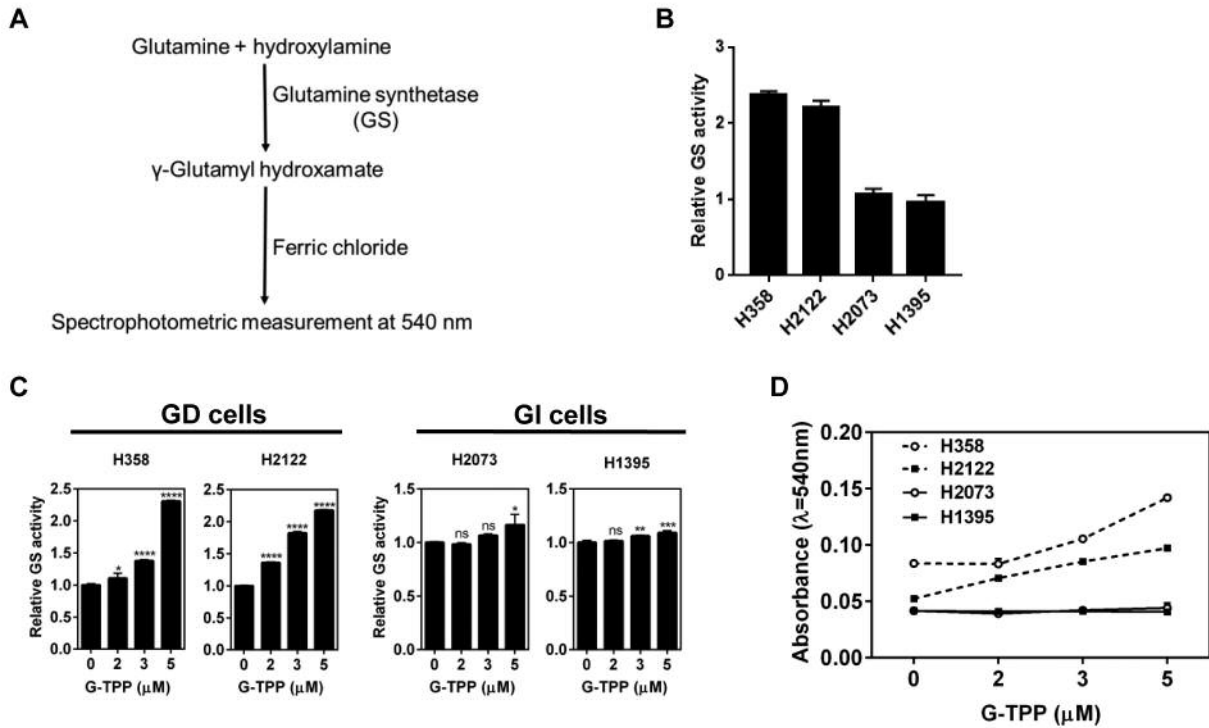 A
Glutamine + hydroxylamine
Glutamine synthetase
(GS)
γ-Glutamyl hydroxamate
Ferric chloride
Spectrophotometric measurement at 540 nm
B
Relative GS activity
3
2
1
0
H358
H2122
H2073
H1395
C
GD cells
GI cells
H358
H2122
H2073
H1395
Relative GS activity
2.5
2.0
1.5
1.0
0.5
0.0
*
****
****
0 2 3 5
G-TPP (μM)
2.5
2.0
1.5
1.0
0.5
0.0
****
****
****
0 2 3 5
G-TPP (μM)
Relative GS activity
1.5
1.0
0.5
0.0
ns
ns
*
0 2 3 5
G-TPP (μM)
1.5
1.0
0.5
0.0
ns
**
***
0 2 3 5
G-TPP (μM)
D
Absorbance (λ=540nm)
0.20
0.15
0.10
0.05
0.00
H358
H2122
H2073
H1395
0 2 3 5
G-TPP (μM)